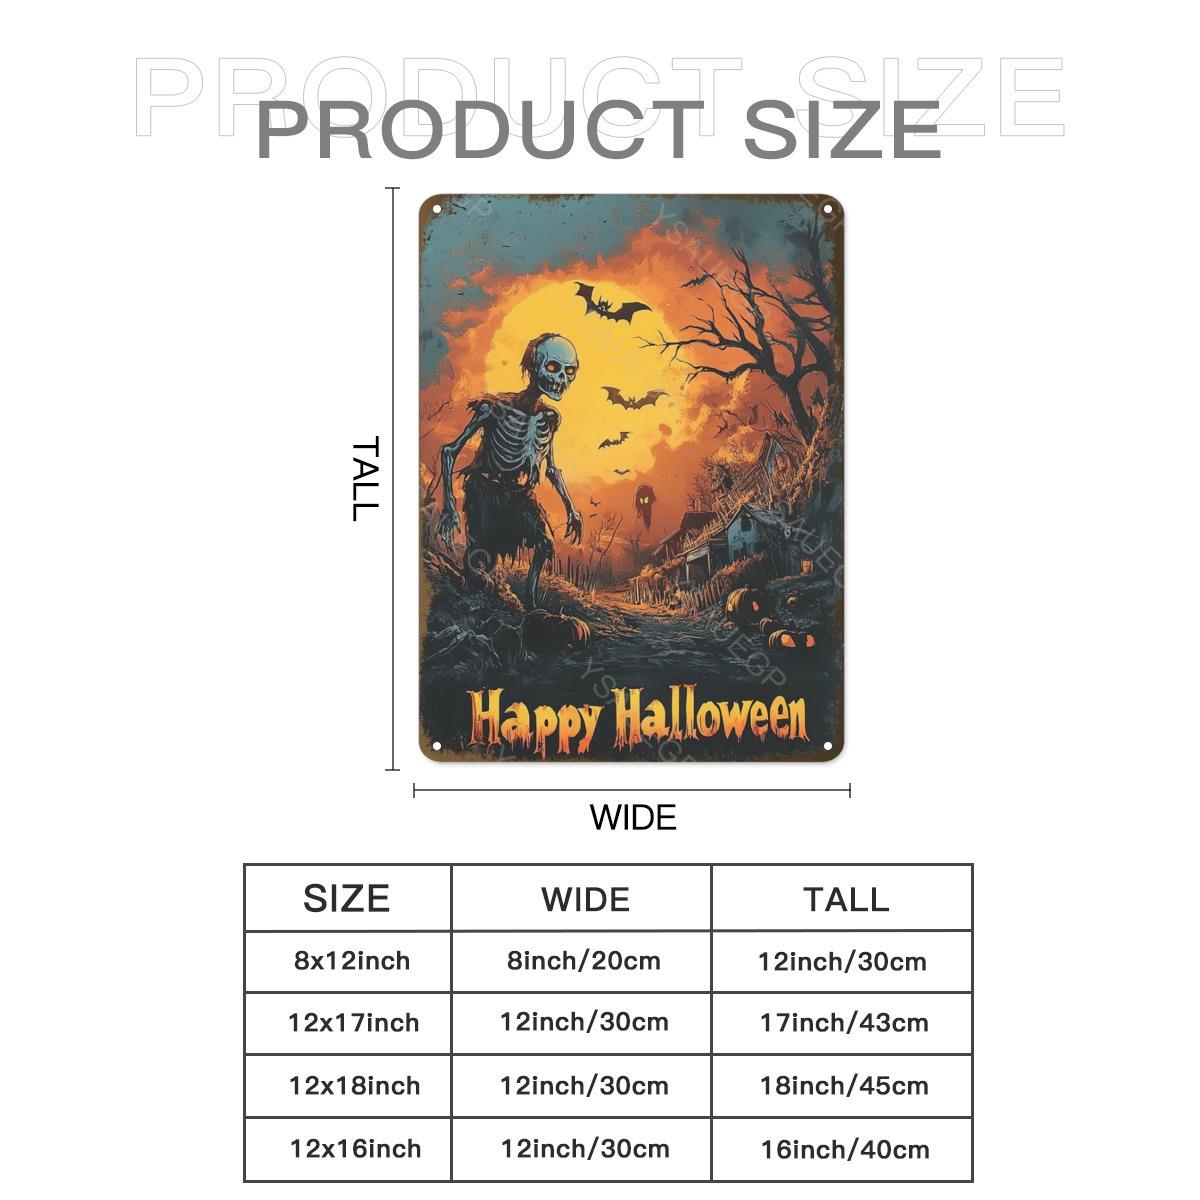 PRODUCT SIZE
PRODUCT SIZE
TALL
YSAUEGP
Happy Halloween
WIDE
SIZE WIDE TALL
8x12inch 8inch/20cm 12inch/30cm
12x17inch 12inch/30cm 17inch/43cm
12x18inch 12inch/30cm 18inch/45cm
12x16inch 12inch/30cm 16inch/40cm